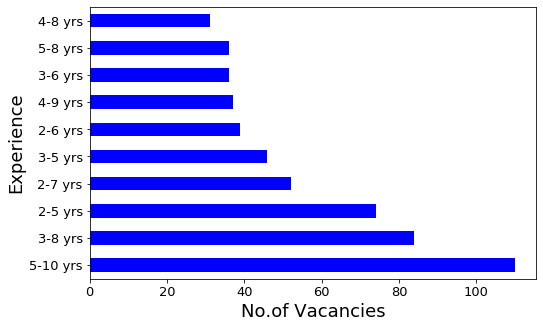 4-8 yrs
5-8 yrs
3-6 yrs
4-9 yrs
2-6 yrs
3-5 yrs
2-7 yrs
2-5 yrs
3-8 yrs
5-10 yrs
Experience
0 20 40 60 80 100
No.of Vacancies